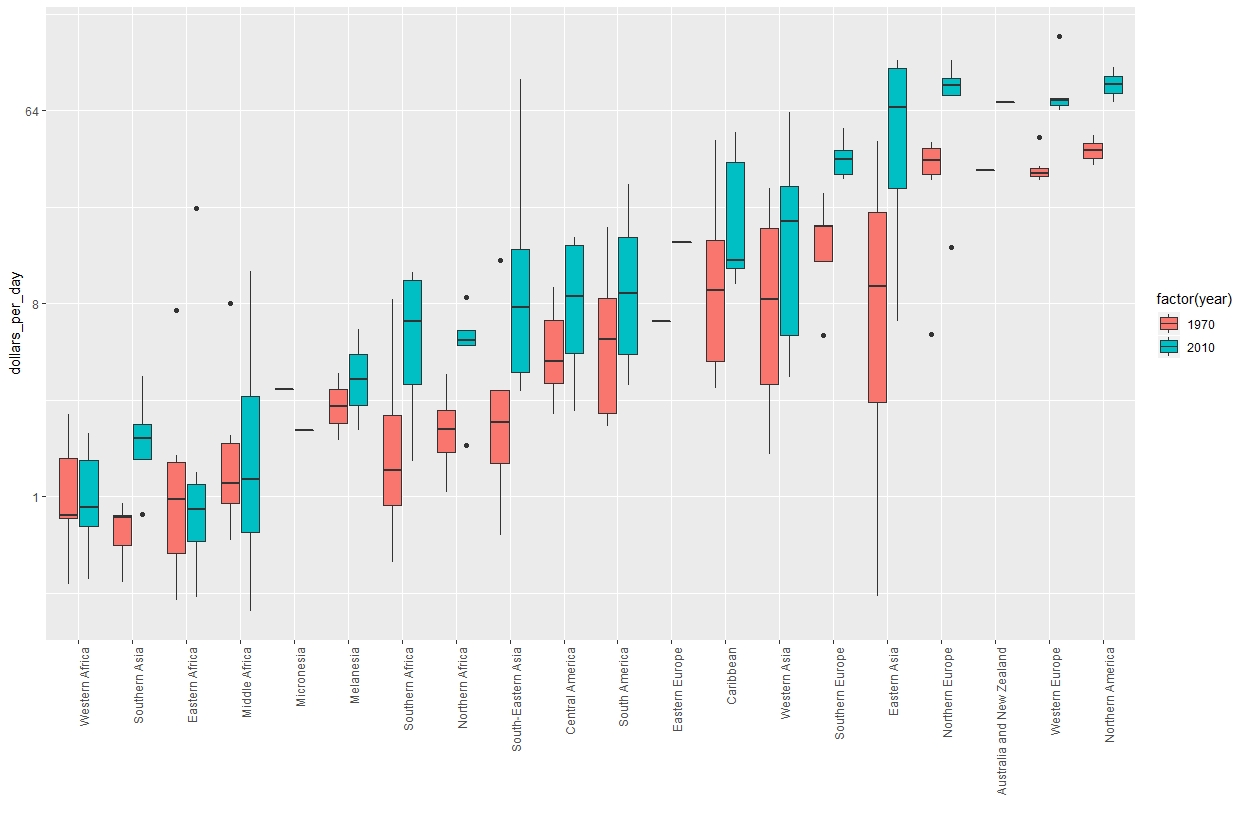 dollars_per_day
64
8
1
Western Africa
Southern Asia
Eastern Africa
Middle Africa
Micronesia
Melanesia
Southern Africa
Northern Africa
South-Eastern Asia
Central America
South America
Eastern Europe
Caribbean
Western Asia
Southern Europe
Eastern Asia
Northern Europe
Australia and New Zealand
Western Europe
Northern America
factor(year)
1970
2010